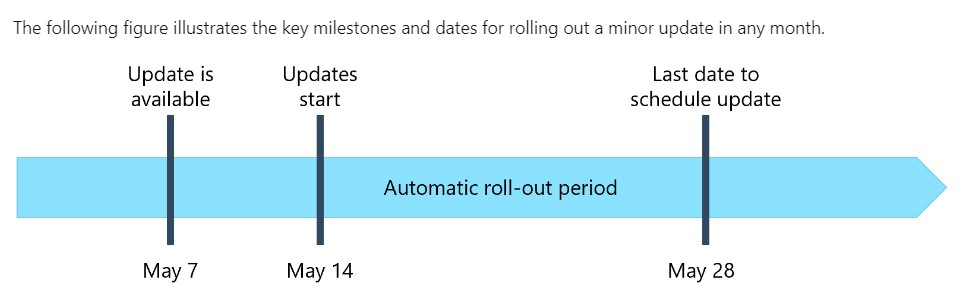 The following figure illustrates the key milestones and dates for rolling out a minor update in any month.
Update is
available
Updates
start
Last date to
schedule update
Automatic roll-out period
May 7
May 14
May 28